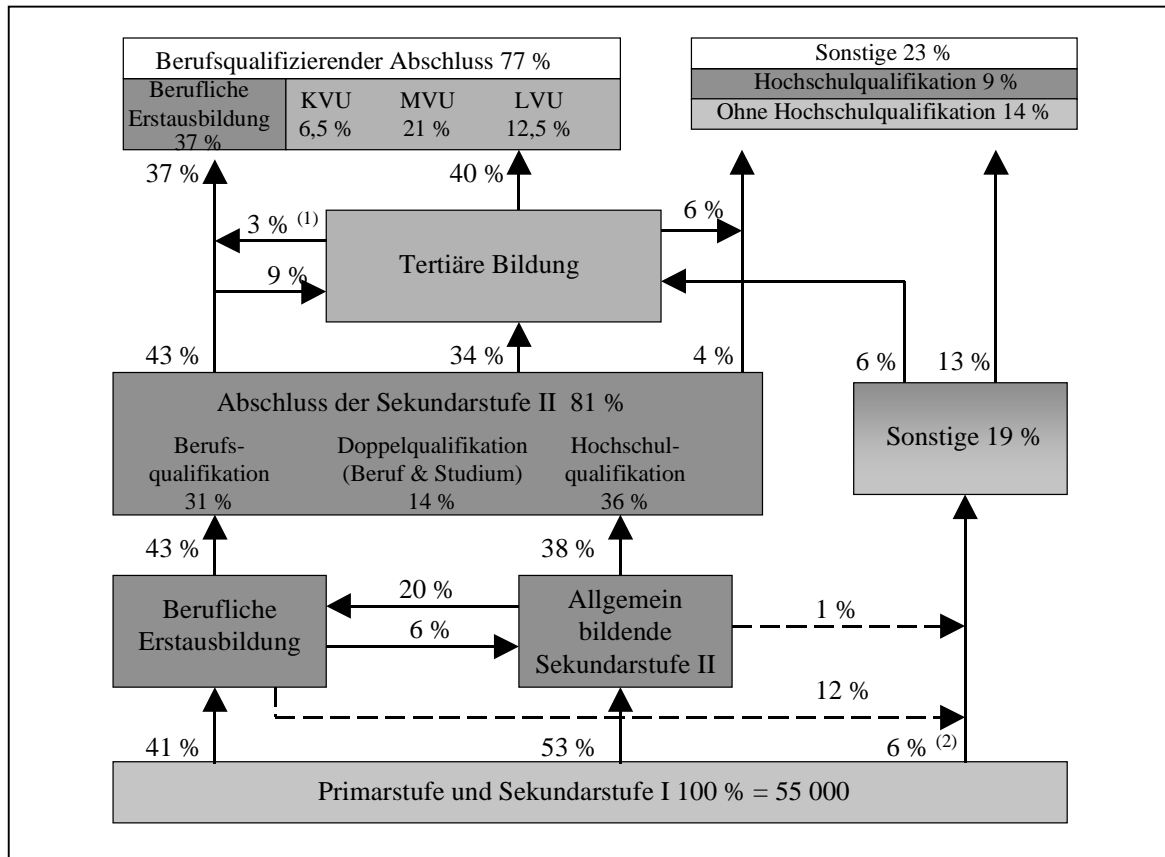 Berufsqualifizierender Abschluss 77 %
Berufliche
Erstausbildung
37 %
KVU
6,5 %
MVU
21 %
LVU
12,5 %
Sonstige 23 %
Hochschulqualifikation 9 %
Ohne Hochschulqualifikation 14 %
37 %
40 %
3 % (1)
6 %
Tertiäre Bildung
9 %
43 %
34 %
4 %
6 %
13 %
Abschluss der Sekundarstufe II 81 %
Berufs-
qualifikation
31 %
Doppelqualifikation
(Beruf & Studium)
14 %
Hochschul-
qualifikation
36 %
Sonstige 19 %
43 %
38 %
Berufliche
Erstausbildung
20 %
6 %
Allgemein
bildende
Sekundarstufe II
1 %
12 %
41 %
53 %
6 % (2)
Primarstufe und Sekundarstufe I 100 % = 55 000